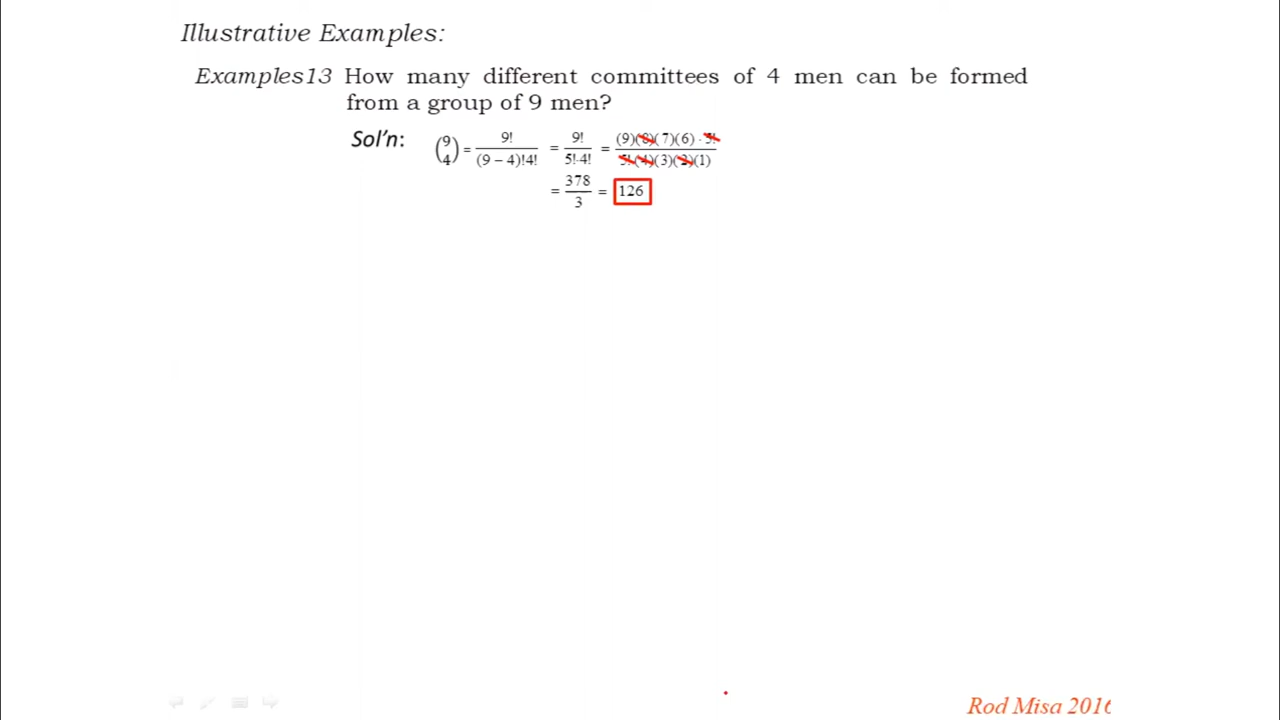 Illustrative Examples:
Examples13 How many different committees of 4 men can be formed
from a group of 9 men?
Sol'n: (9 4) = 9! / (9 – 4)!4! = 9! / 5!·4! = (9)(8)(7)(6)·5! / 5!·(4)(3)(2)(1)
= 378 / 3 = 126
Rod Misa 2016